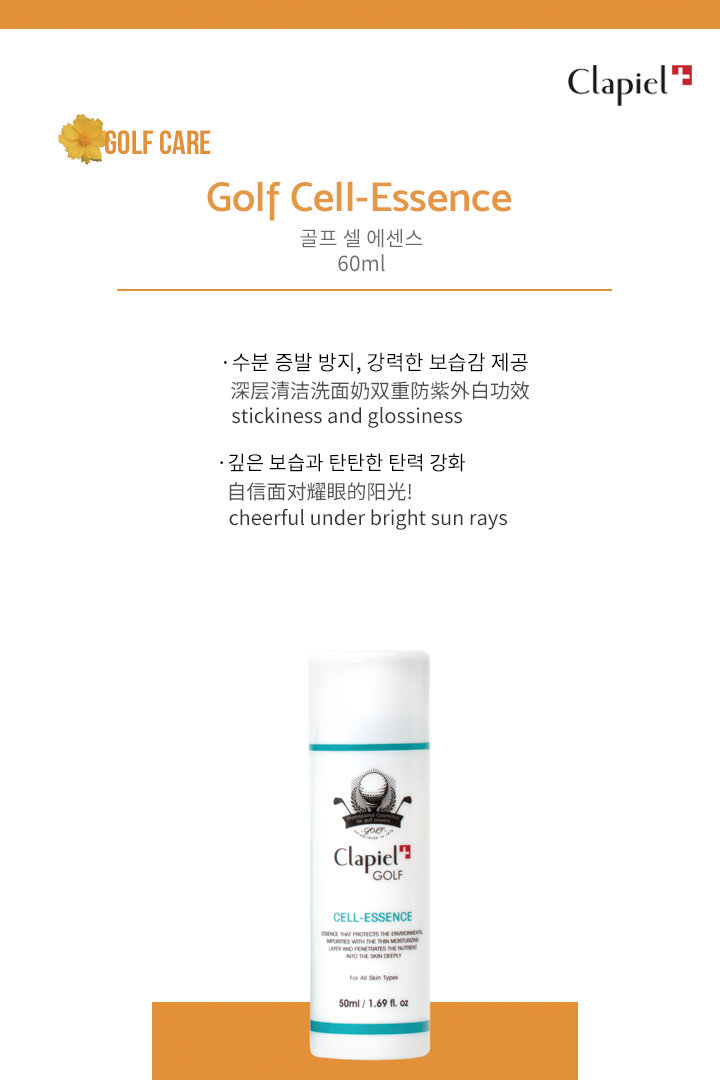 Clapiel
GOLF CARE
Golf Cell-Essence
골프 셀 에센스
60ml
· 수분 증발 방지, 강력한 보습감 제공
深层清洁洗面奶双重防紫外白功效
stickiness and glossiness
· 깊은 보습과 탄탄한 탄력 강화
自信面对耀眼的阳光!
cheerful under bright sun rays
Professional Cosmetics
for golf players
GOLF
Clapiel
GOLF
CELL-ESSENCE
ESSENCE THAT PROTECTS THE ENVIRONMENTAL
IMPURITIES WITH THE THIN MOISTURIZING
LAYER AND PENETRATES THE NUTRIENT
INTO THE SKIN DEEPLY
For All Skin Types
50ml / 1.69 fl. oz